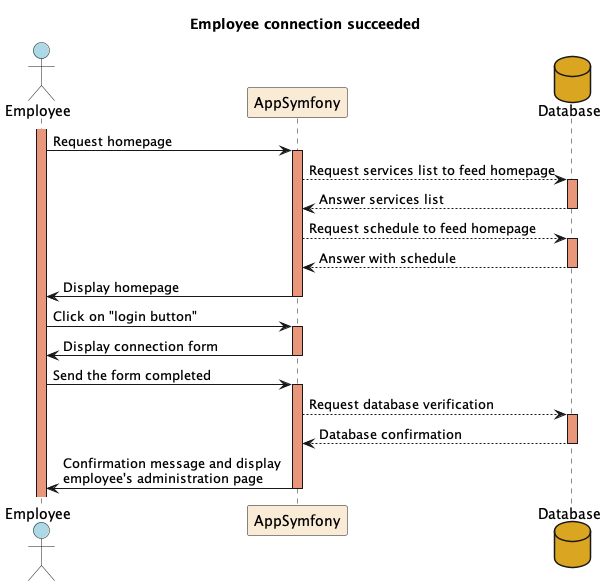 Employee connection succeeded
Employee
AppSymfony
Database
Request homepage
Request services list to feed homepage
Answer services list
Request schedule to feed homepage
Answer with schedule
Display homepage
Click on "login button"
Display connection form
Send the form completed
Request database verification
Database confirmation
Confirmation message and display
employee's administration page
Employee
AppSymfony
Database